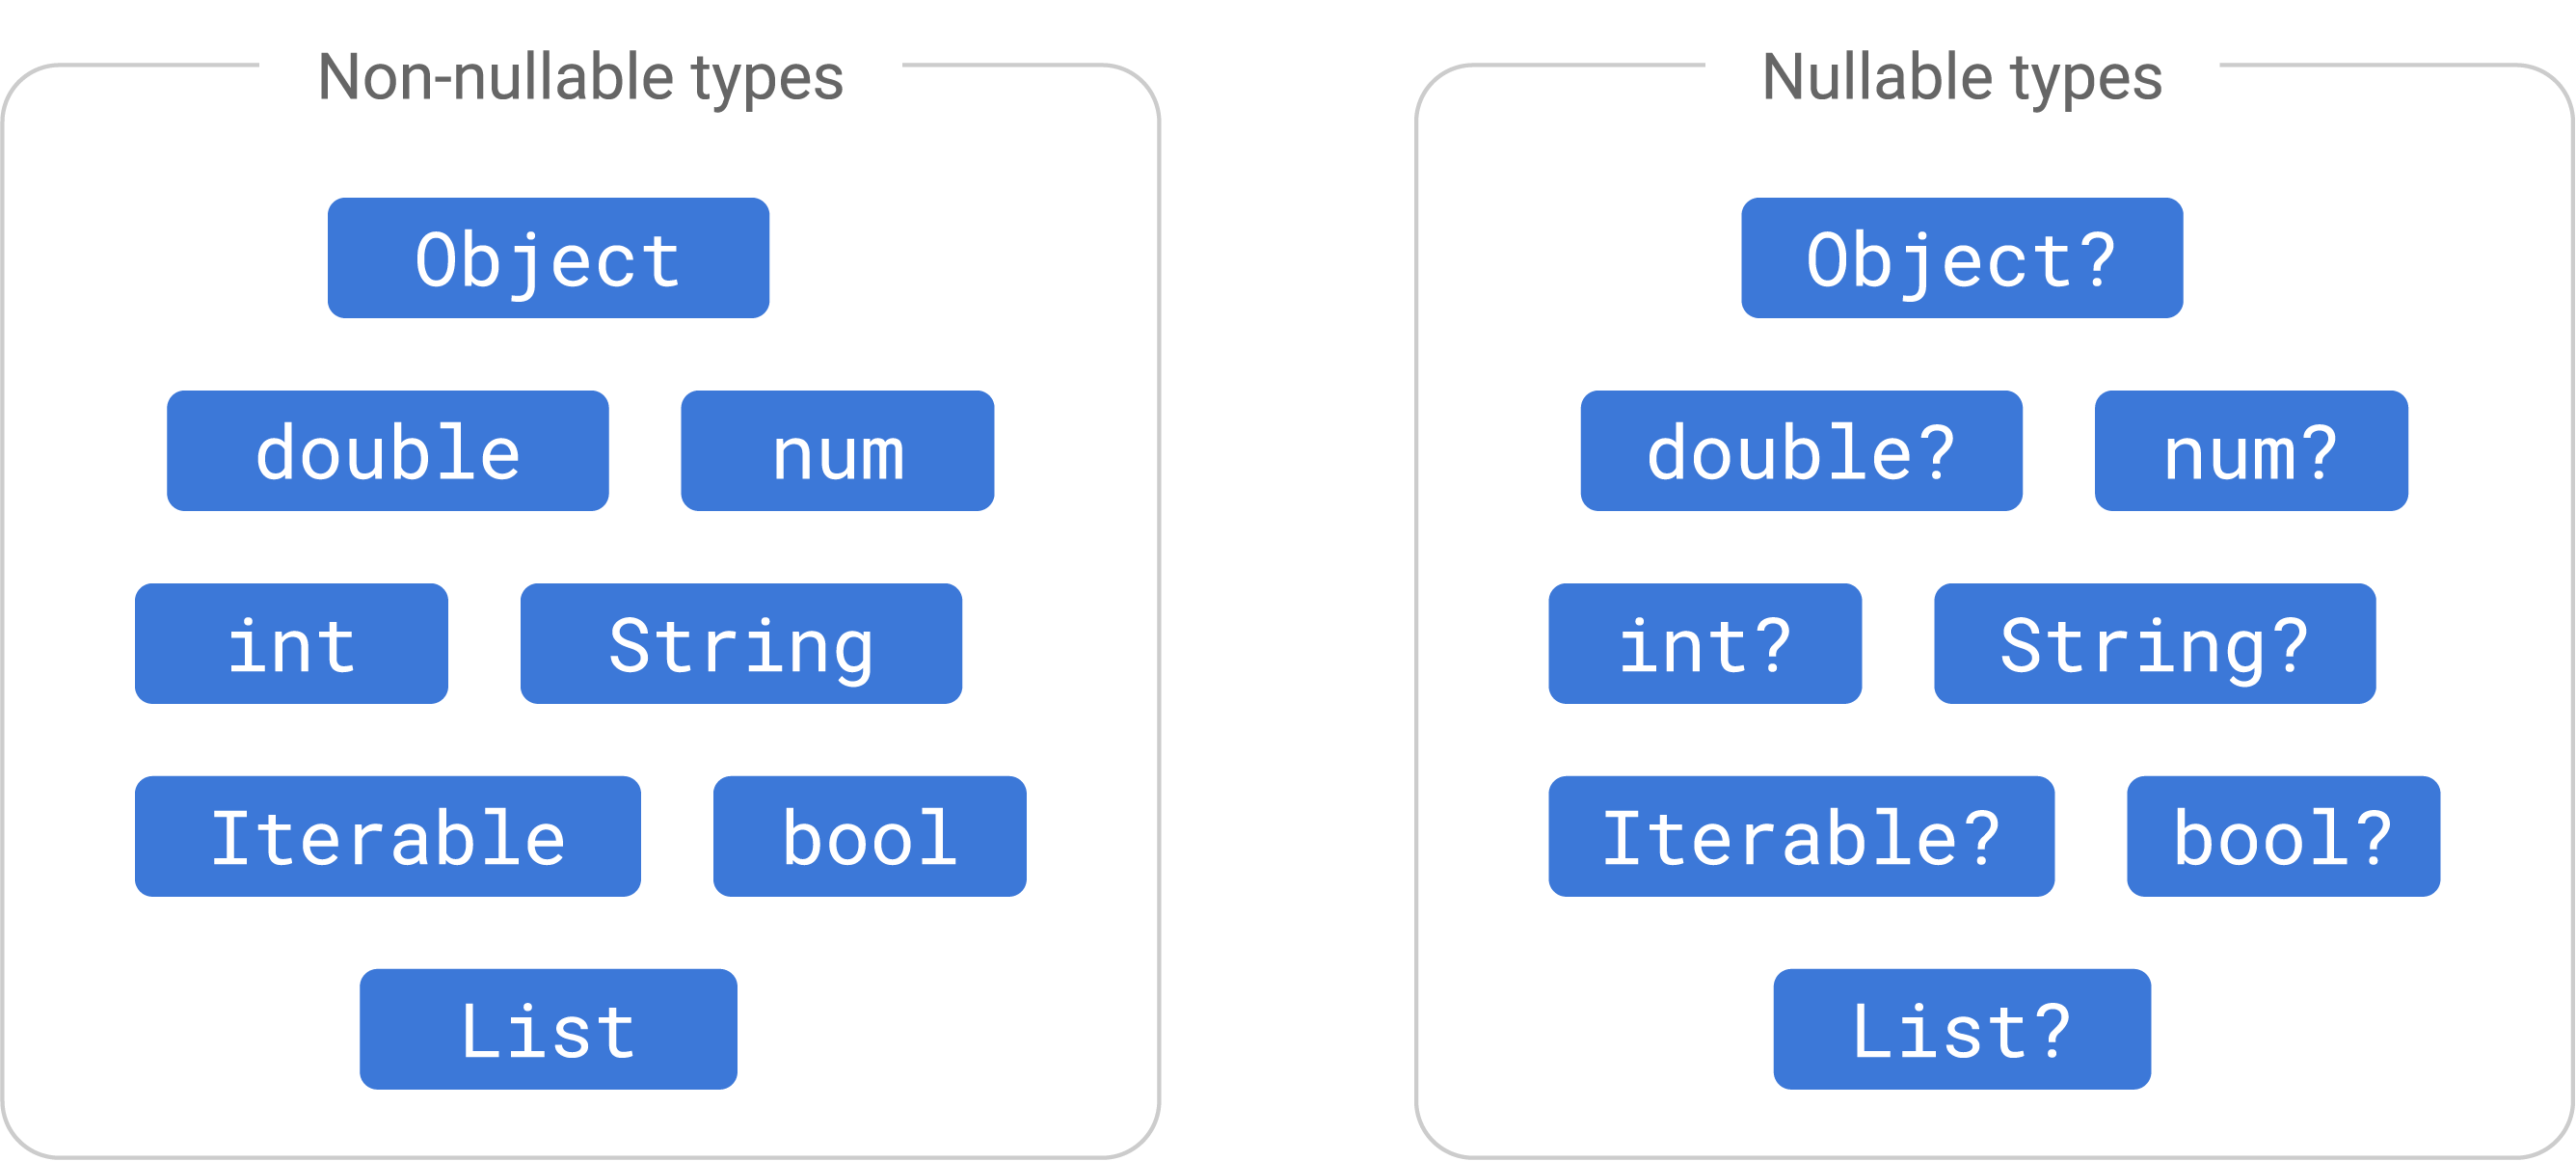 Non-nullable types
Object
double num
int String
Iterable bool
List
Nullable types
Object?
double? num?
int? String?
Iterable? bool?
List?